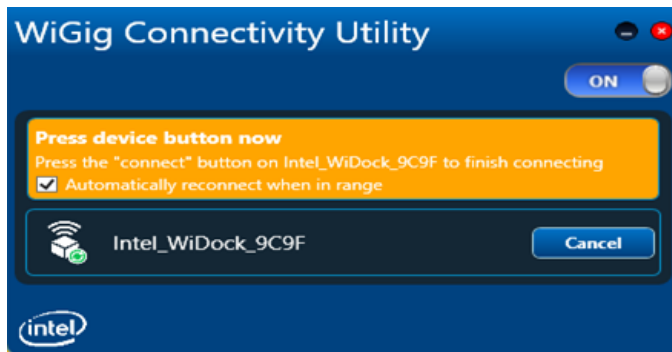 WiGig Connectivity Utility
ON
Press device button now
Press the "connect" button on Intel_WiDock_9C9F to finish connecting
Automatically reconnect when in range
Intel_WiDock_9C9F
Cancel
intel